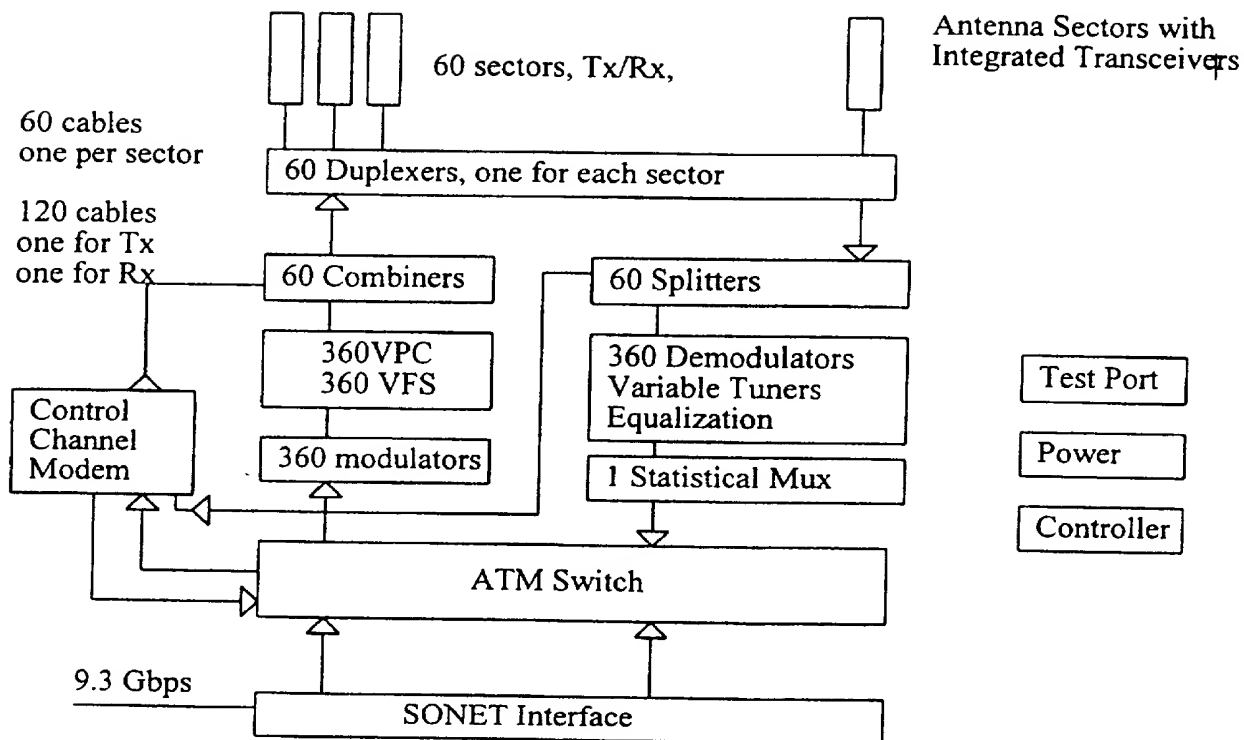 Antenna Sectors with
Integrated Transceivers
60 sectors, Tx/Rx,
60 cables
one per sector
60 Duplexers, one for each sector
120 cables
one for Tx
one for Rx
60 Combiners
60 Splitters
360VPC
360 VFS
360 Demodulators
Variable Tuners
Equalization
Test Port
Control
Channel
Modem
360 modulators
1 Statistical Mux
Power
Controller
ATM Switch
9.3 Gbps
SONET Interface